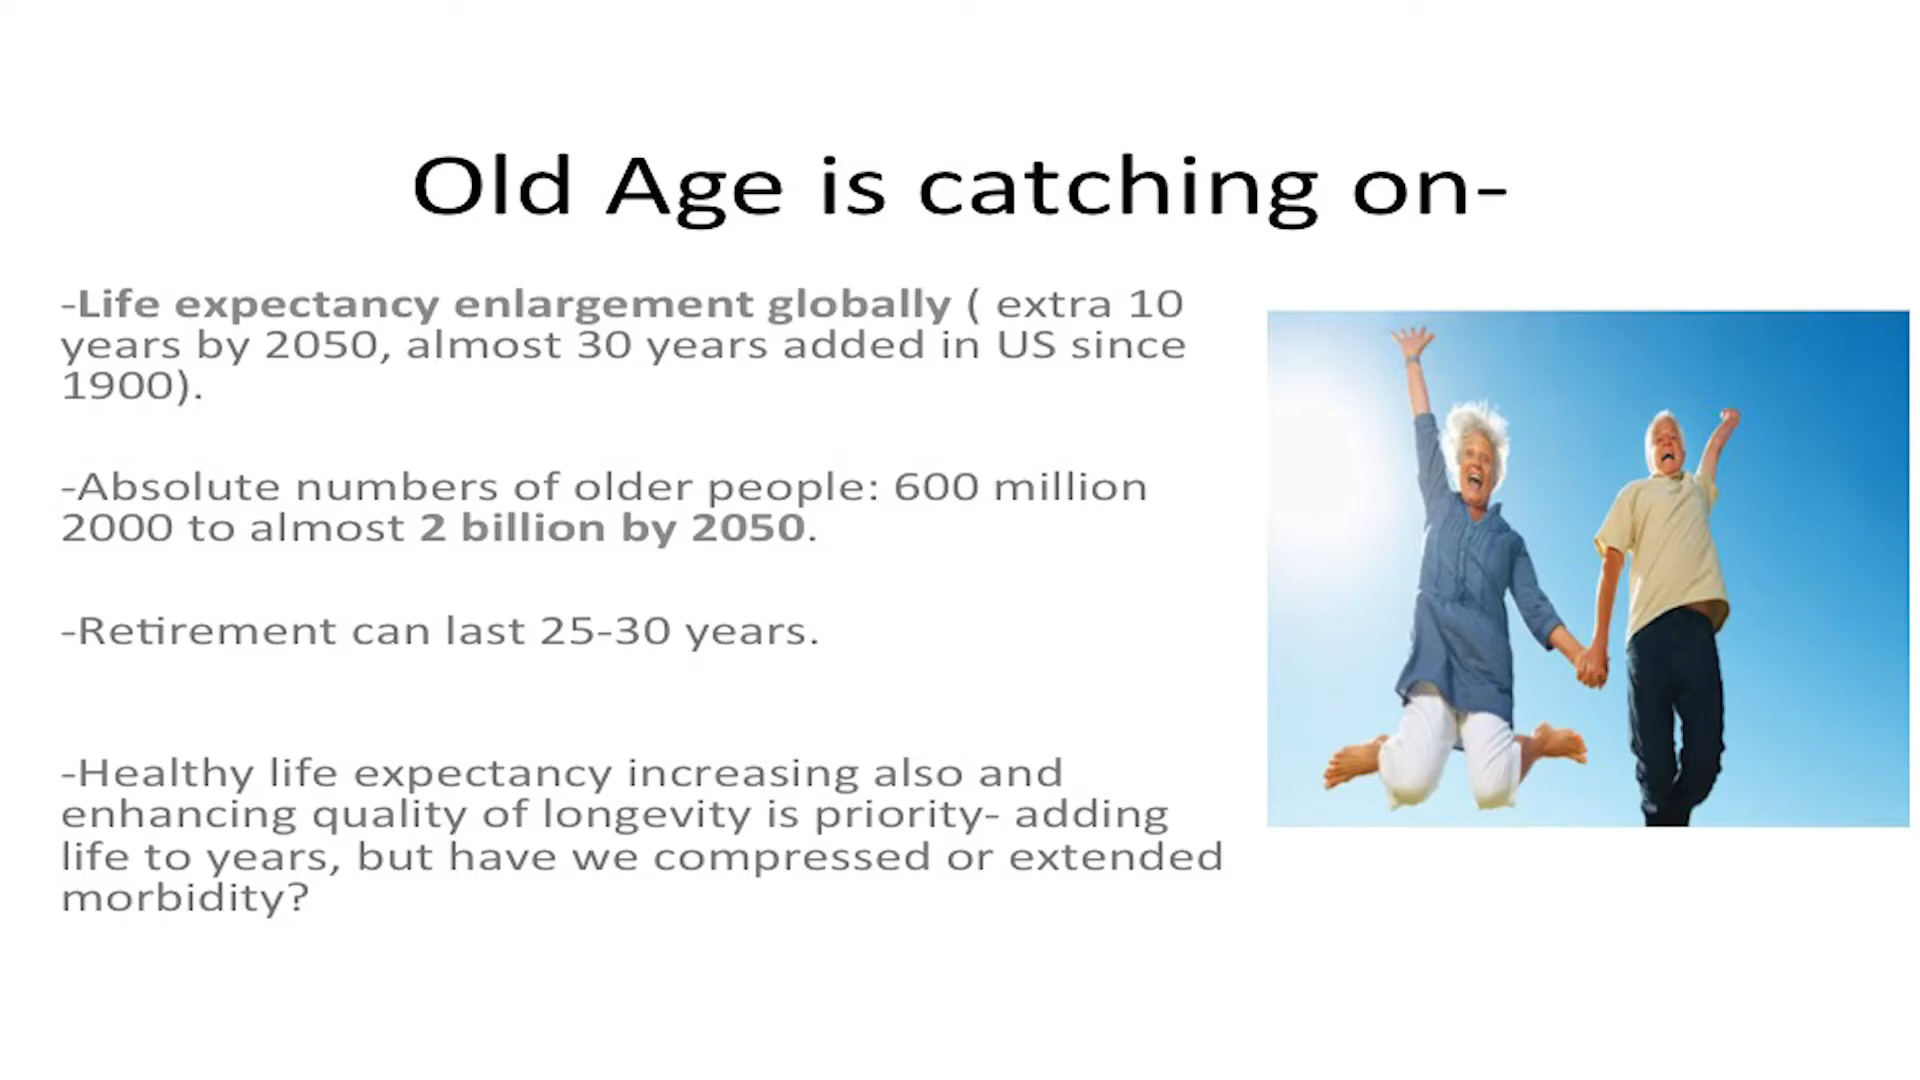 Old Age is catching on-
-Life expectancy enlargement globally ( extra 10
years by 2050, almost 30 years added in US since
1900).
-Absolute numbers of older people: 600 million
2000 to almost 2 billion by 2050.
-Retirement can last 25-30 years.
-Healthy life expectancy increasing also and
enhancing quality of longevity is priority- adding
life to years, but have we compressed or extended
morbidity?